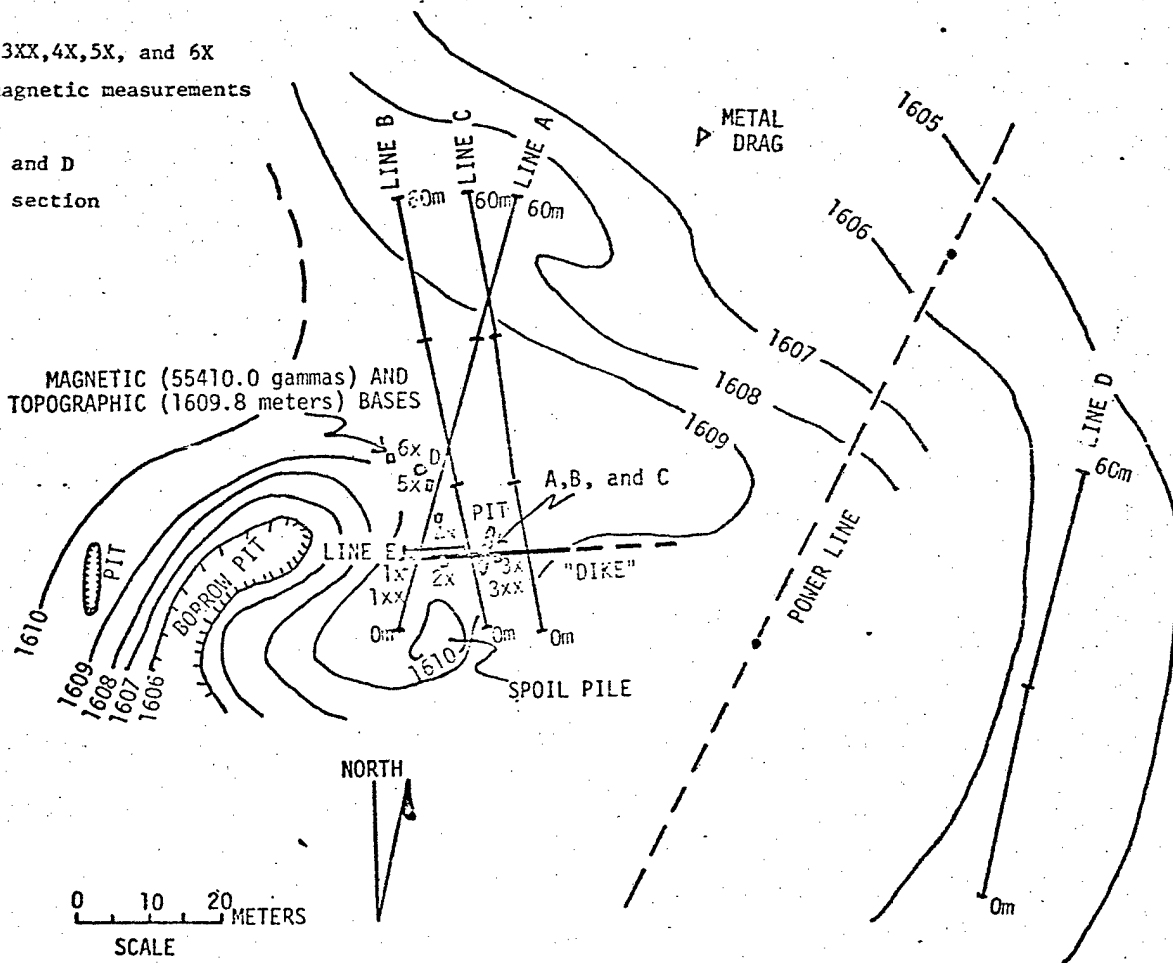 3XX,4X,5X, and 6X
agnetic measurements
and D
section
LINE B
LINE C
LINE A
60m
60m
60m
METAL
DRAG
1605
1606
1607
1608
1609
MAGNETIC (55410.0 gammas) AND
TOPOGRAPHIC (1609.8 meters) BASES
6x
D
5x
A,B, and C
PIT
LINE E
1x
2x
3x
1xx
3xx
"DIKE"
0m
0m
0m
1610
SPOIL PILE
PIT
BORROW PIT
1610
1609
1608
1607
1606
POWER LINE
LINE D
60m
0m
NORTH
0 10 20
METERS
SCALE